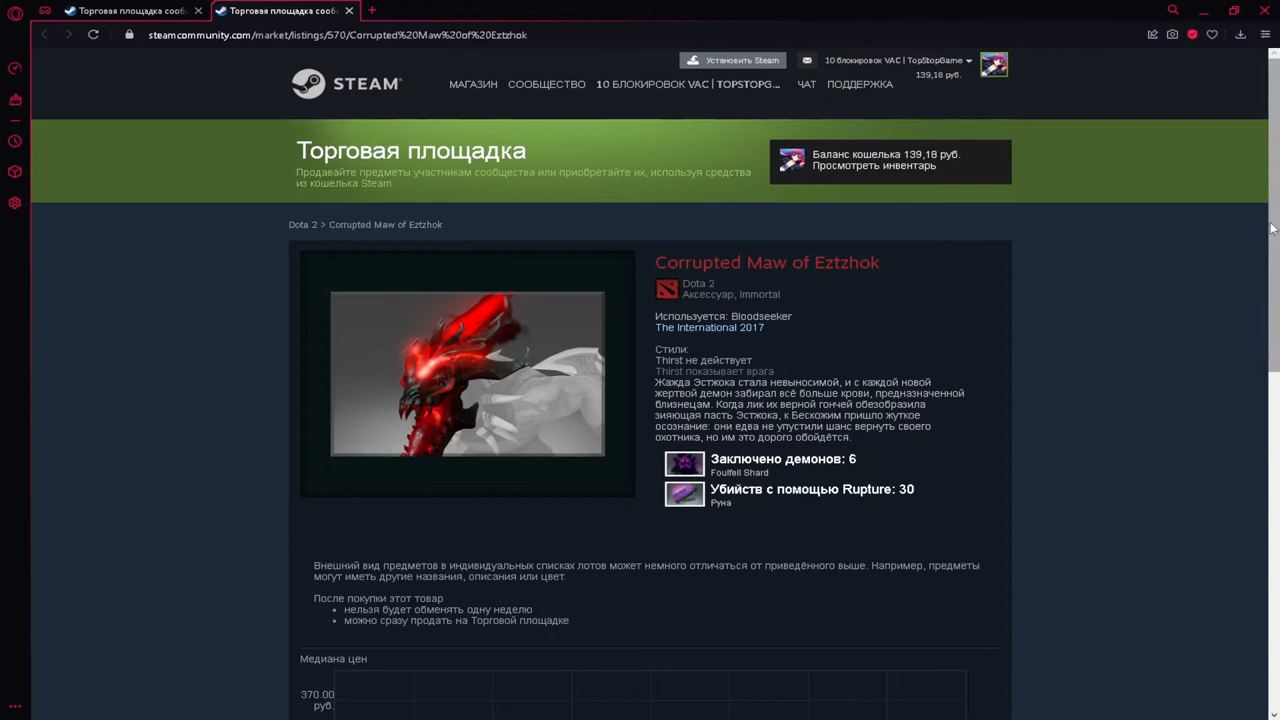 Торговая площадка сооб
Торговая площадка сооб
steamcommunity.com/market/listings/570/Corrupted%20Maw%20of%20Eztzhok
Установить Steam
10 блокировок VAC | TopStopGame
139,18 руб.
STEAM
МАГАЗИН СООБЩЕСТВО 10 БЛОКИРОВОК VAC | TOPSTOPG... ЧАТ ПОДДЕРЖКА
Торговая площадка
Продавайте предметы участникам сообщества или приобретайте их, используя средства
из кошелька Steam.
Баланс кошелька 139,18 руб.
Просмотреть инвентарь
Dota 2 > Corrupted Maw of Eztzhok
Corrupted Maw of Eztzhok
Dota 2
Аксессуар, Immortal
Используется: Bloodseeker
The International 2017
Стили:
Thirst не действует
Thirst показывает врага
Жажда Эстжока стала невыносимой, и с каждой новой
жертвой демон забирал всё больше крови, предназначенной
близнецам. Когда лик их верной гончей обезобразила
зияющая пасть Эстжока, к Бескожим пришло жуткое
осознание: они едва не упустили шанс вернуть своего
охотника, но им это дорого обойдётся.
Заключено демонов: 6
Foulfell Shard
Убийств с помощью Rupture: 30
Руна
Внешний вид предметов в индивидуальных списках лотов может немного отличаться от приведённого выше. Например, предметы
могут иметь другие названия, описания или цвет.
После покупки этот товар
• нельзя будет обменять одну неделю
• можно сразу продать на Торговой площадке
Медиана цен
370.00
руб.